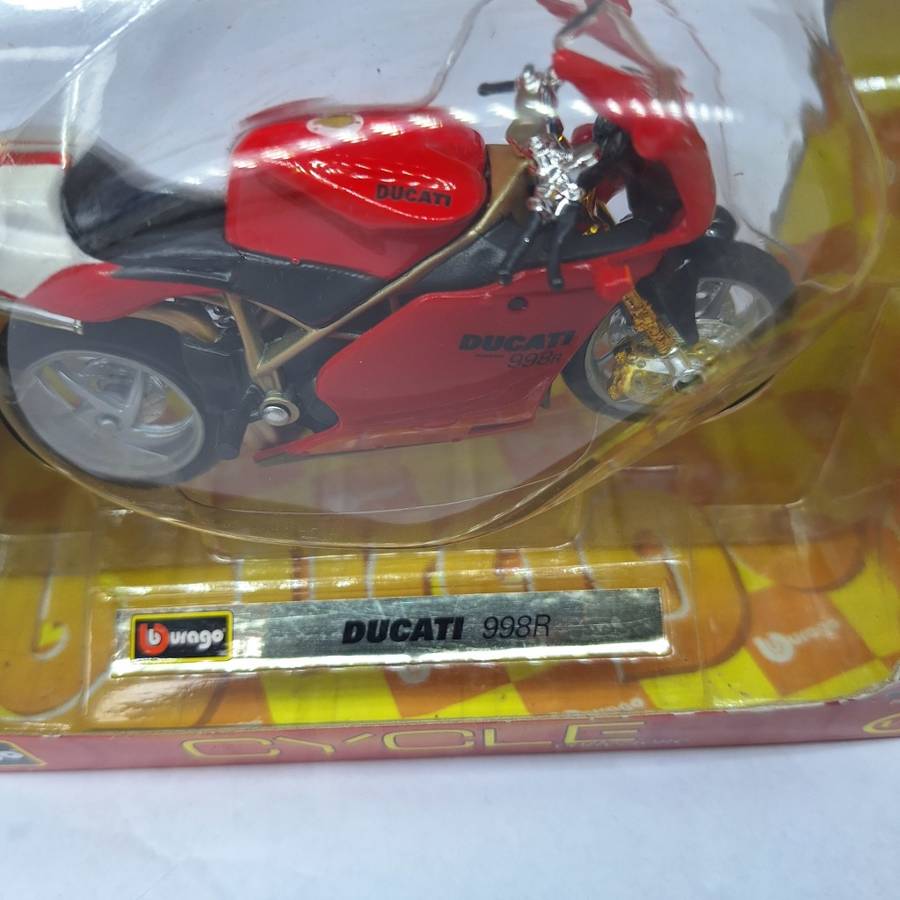 DUCATI
DUCATI
998R
burago DUCATI 998R
burago
CYCLE